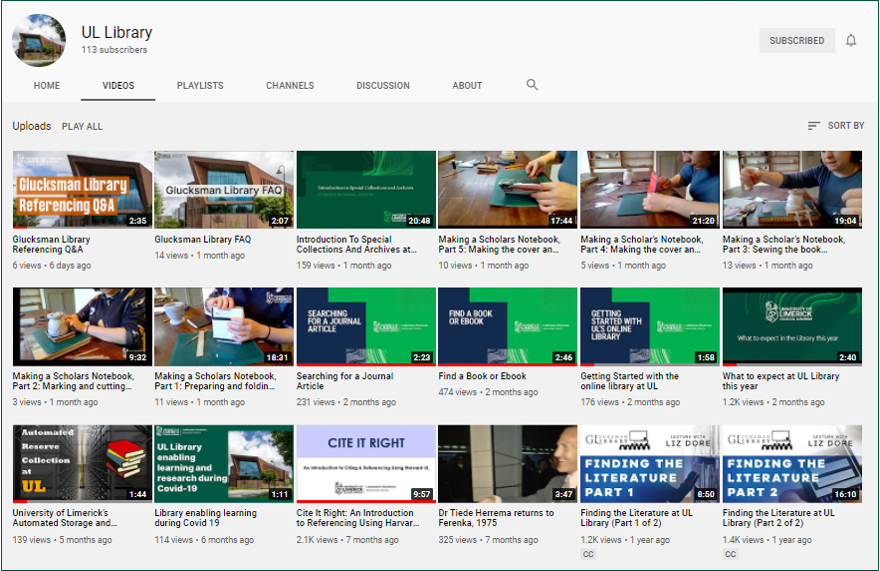 UL Library
113 subscribers
SUBSCRIBED
HOME VIDEOS PLAYLISTS CHANNELS DISCUSSION ABOUT
Uploads PLAY ALL SORT BY
Glucksman Library
Referencing Q&A
2:35
Glucksman Library
Referencing Q&A
6 views • 6 days ago
Glucksman Library FAQ
2:07
Glucksman Library FAQ
14 views • 1 month ago
Introduction to Special Collections and Archives
20:48
Introduction To Special
Collections And Archives at...
159 views • 1 month ago
17:44
Making a Scholars Notebook,
Part 5: Making the cover an...
10 views • 1 month ago
21:20
Making a Scholar's Notebook,
Part 4: Making the cover an...
5 views • 1 month ago
19:04
Making a Scholar's Notebook,
Part 3: Sewing the book...
13 views • 1 month ago
9:32
Making a Scholars Notebook,
Part 2: Marking and cutting...
3 views • 1 month ago
18:31
Making a Scholars Notebook,
Part 1: Preparing and foldin...
11 views • 1 month ago
SEARCHING
FOR A JOURNAL
ARTICLE
2:23
Searching for a Journal
Article
231 views • 2 months ago
FIND A BOOK
OR EBOOK
2:46
Find a Book or Ebook
474 views • 2 months ago
GETTING
STARTED WITH
UL'S ONLINE
LIBRARY
1:58
Getting Started with the
online library at UL
176 views • 2 months ago
UNIVERSITY OF
LIMERICK
What to expect in the Library this year
2:40
What to expect at UL Library
this year
1.2K views • 2 months ago
Automated
Reserve
Collection
at
UL
1:44
University of Limerick's
Automated Storage and...
139 views • 5 months ago
UL Library
enabling
learning and
research during
Covid-19
1:11
Library enabling learning
during Covid 19
114 views • 6 months ago
CITE IT RIGHT
An Introduction to Citing & Referencing Using Harvard UL
9:57
Cite It Right: An Introduction
to Referencing Using Harvar...
2.1K views • 7 months ago
3:47
Dr Tiede Herrema returns to
Ferenka, 1975
325 views • 7 months ago
GLUCKSMAN
LIBRARY
LECTURE WITH
LIZ DORE
FINDING THE
LITERATURE
PART 1
8:50
Finding the Literature at UL
Library (Part 1 of 2)
1.2K views • 1 year ago
CC
GLUCKSMAN
LIBRARY
LECTURE WITH
LIZ DORE
FINDING THE
LITERATURE
PART 2
16:10
Finding the Literature at UL
Library (Part 2 of 2)
1.4K views • 1 year ago
CC